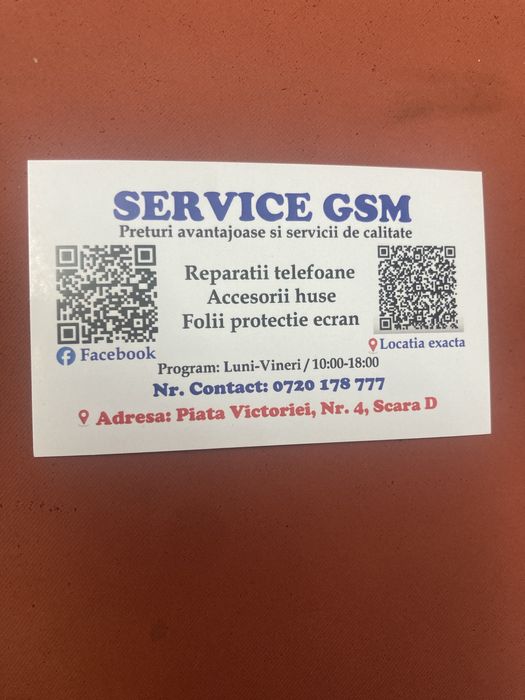 SERVICE GSM
Preturi avantajoase si servicii de calitate
Reparatii telefoane
Accesorii huse
Folii protectie ecran
Facebook
Locatia exacta
Program: Luni-Vineri / 10:00-18:00
Nr. Contact: 0720 178 777
Adresa: Piata Victoriei, Nr. 4, Scara D